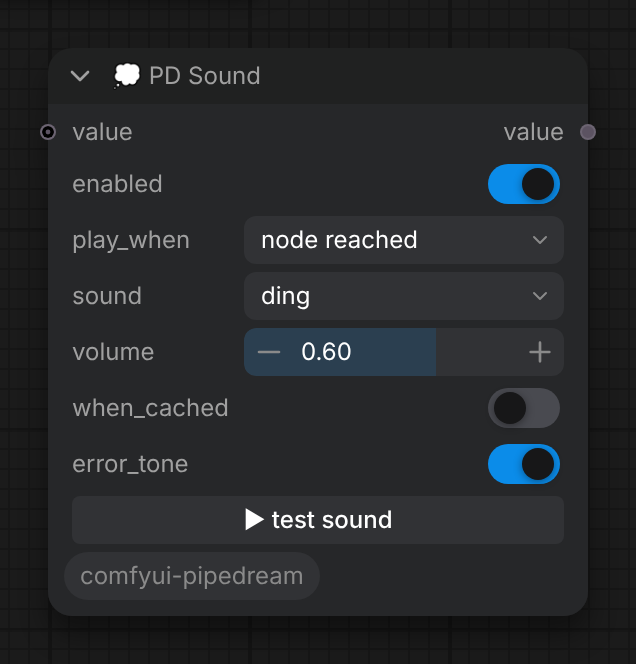 PD Sound
value value
enabled
play_when node reached
sound ding
volume 0.60
when_cached
error_tone
test sound
comfyui-pipedream